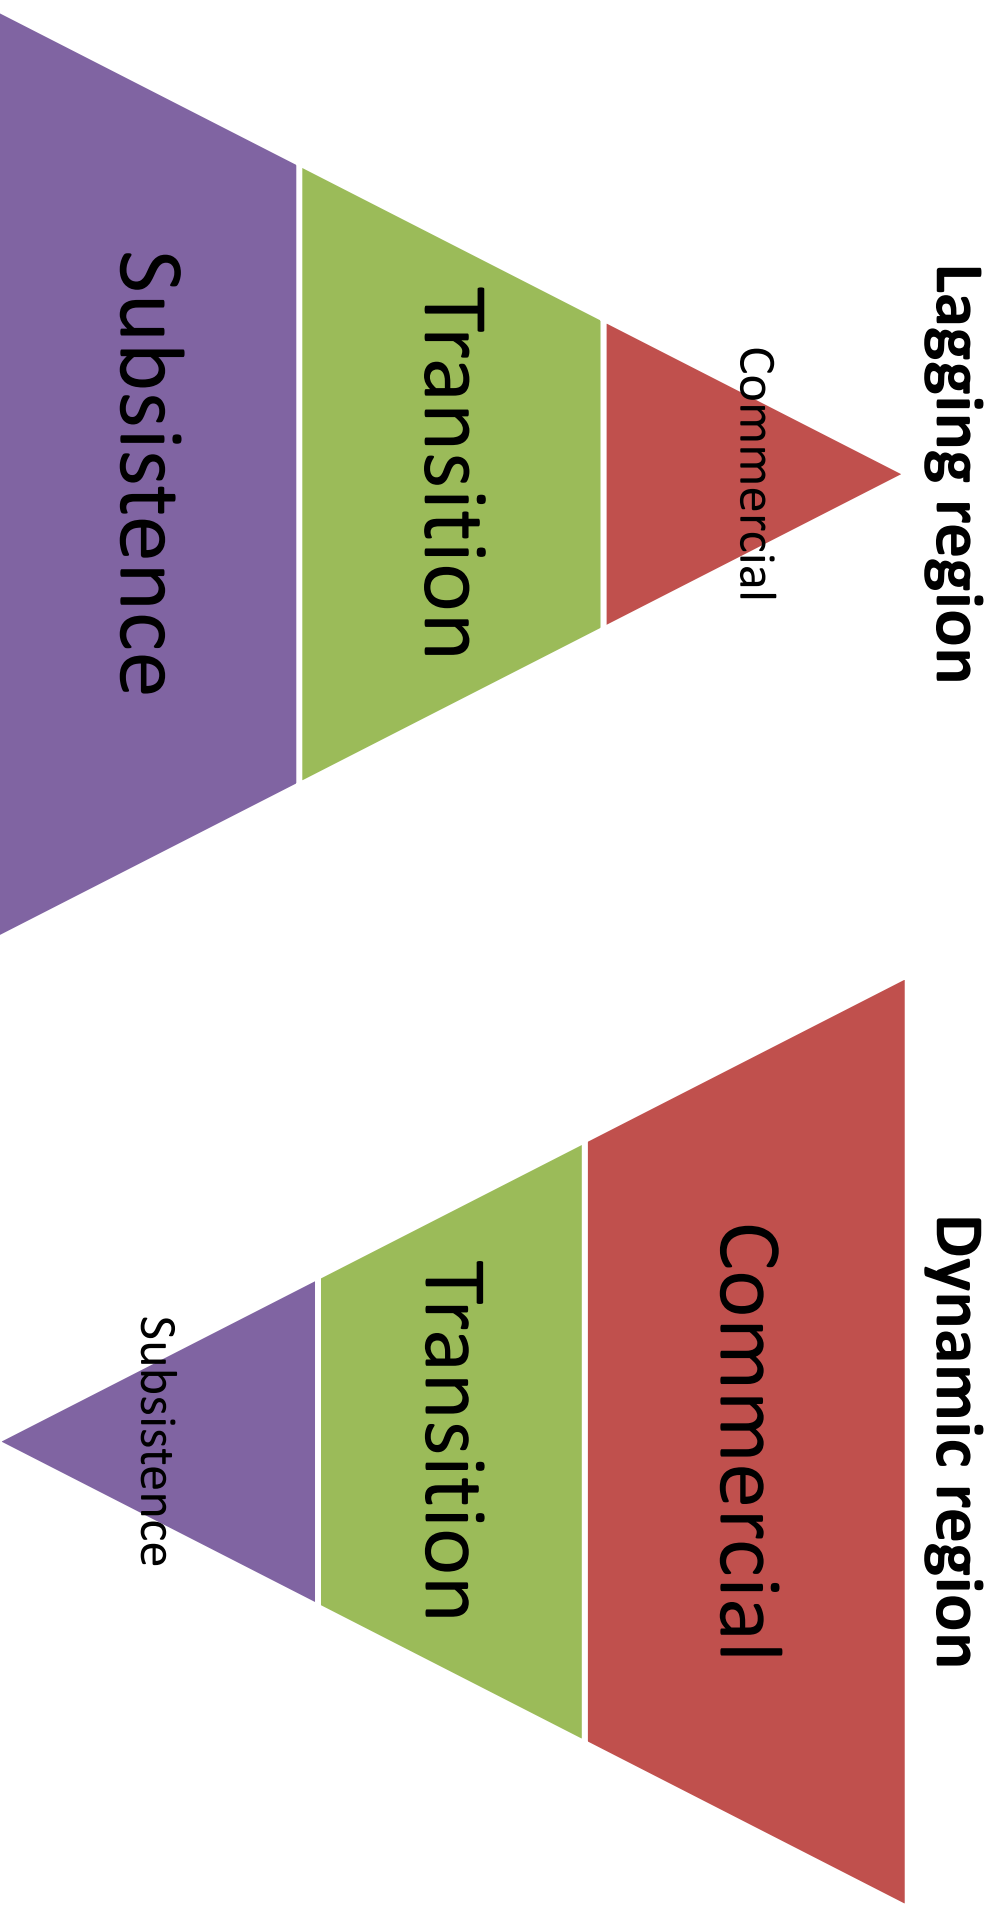 Lagging region
Commercial
Transition
Subsistence
Dynamic region
Commercial
Transition
Subsistence